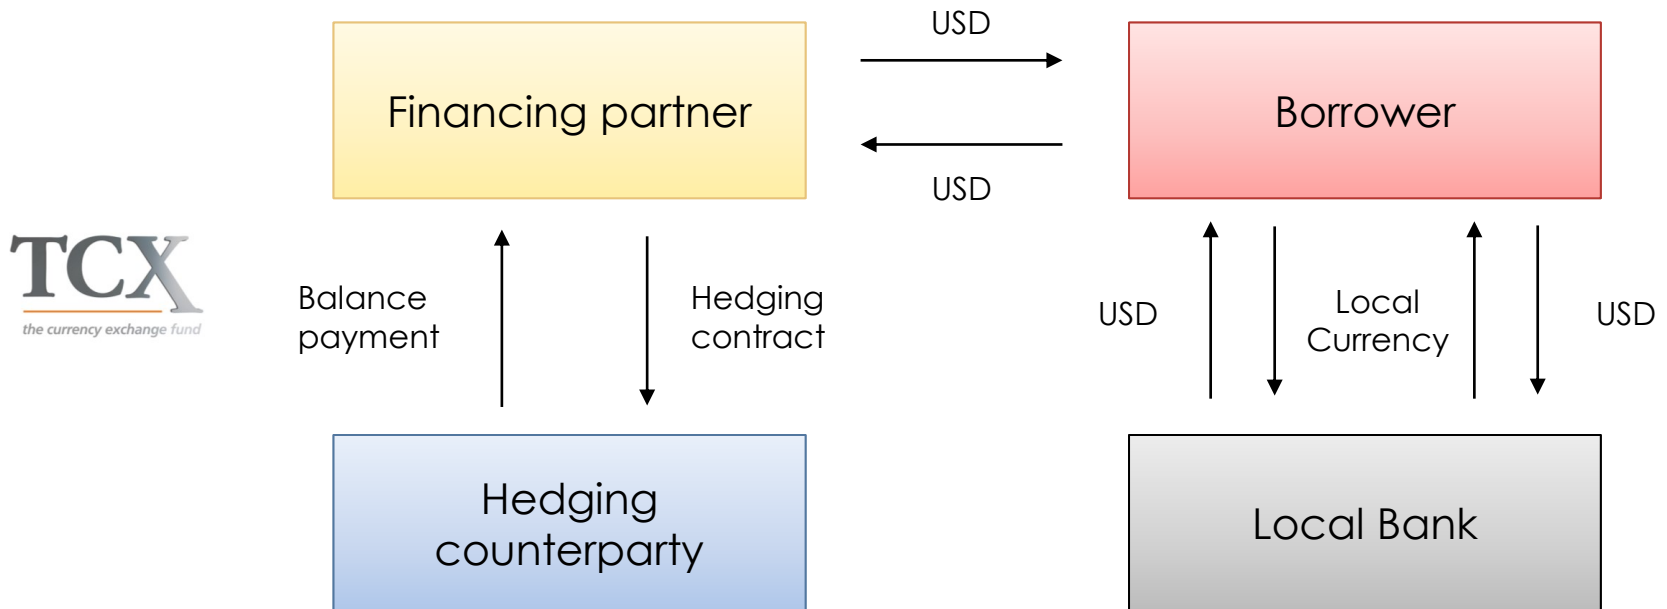 USD
Financing partner
Borrower
USD
TCX
the currency exchange fund
Balance
payment
Hedging
contract
USD
Local
Currency
USD
Hedging
counterparty
Local Bank